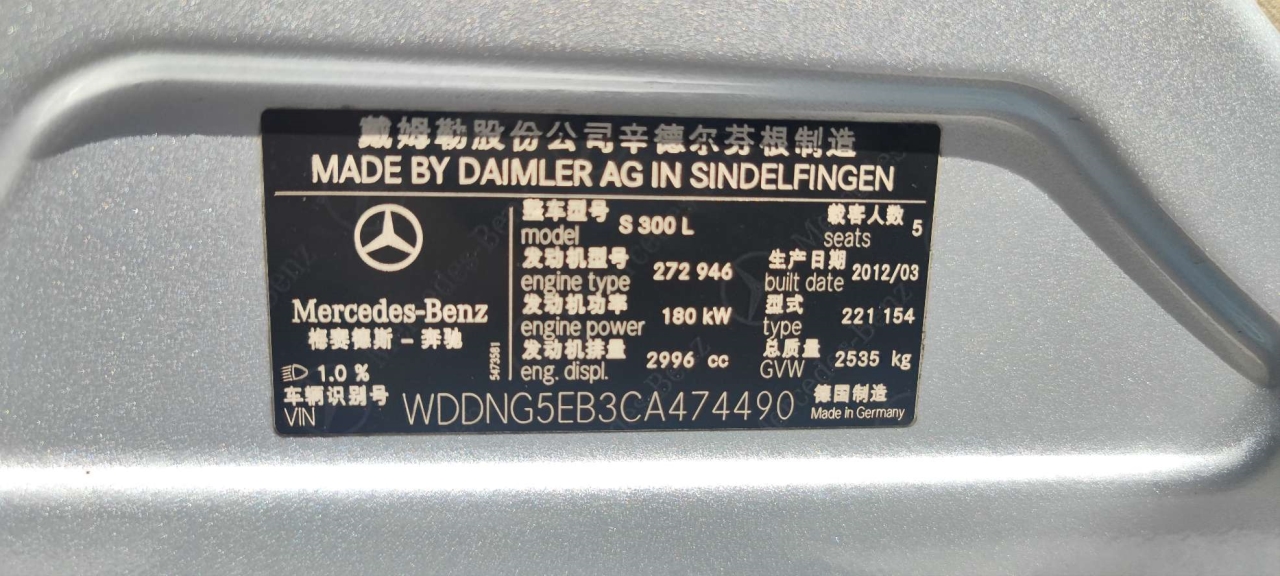 戴姆勒股份公司辛德尔芬根制造
MADE BY DAIMLER AG IN SINDELFINGEN
Mercedes-Benz
梅赛德斯 - 奔驰
1.0 %
5473581
整车型号
model S 300 L
载客人数
seats 5
发动机型号
engine type 272 946
生产日期
built date 2012/03
发动机功率
engine power 180 kW
型式
type 221 154
发动机排量
eng. displ. 2996 cc
总质量
GVW 2535 kg
车辆识别号
VIN WDDNG5EB3CA474490
德国制造
Made in Germany